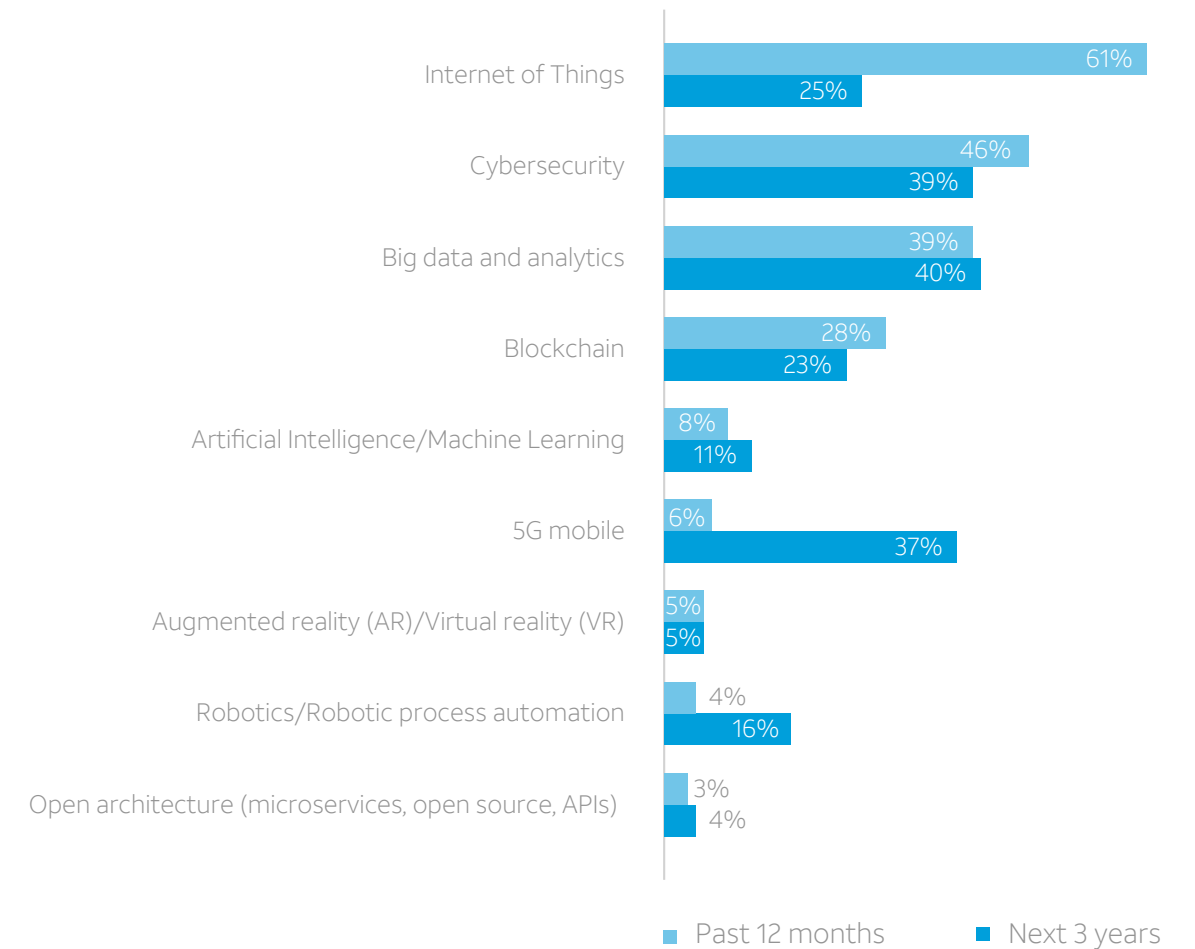 Internet of Things
61%
25%
Cybersecurity
46%
39%
Big data and analytics
39%
40%
Blockchain
28%
23%
Artificial Intelligence/Machine Learning
8%
11%
5G mobile
6%
37%
Augmented reality (AR)/Virtual reality (VR)
5%
5%
Robotics/Robotic process automation
4%
16%
Open architecture (microservices, open source, APIs)
3%
4%
Past 12 months
Next 3 years